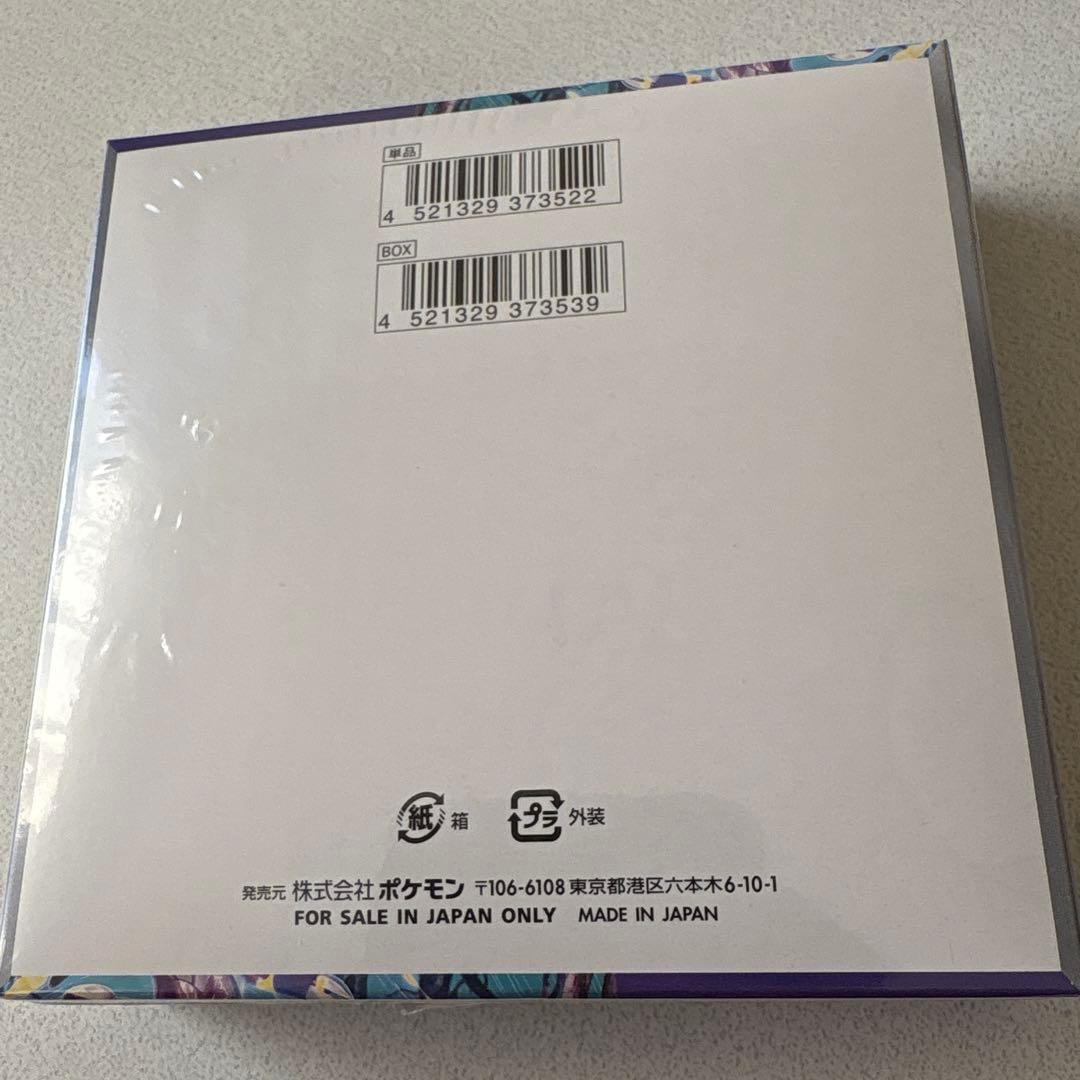 単品
4 521329 373522
BOX
4 521329 373539
紙 箱 プラ 外装
発売元 株式会社 ポケモン 〒106-6108 東京都港区六本木6-10-1
FOR SALE IN JAPAN ONLY MADE IN JAPAN